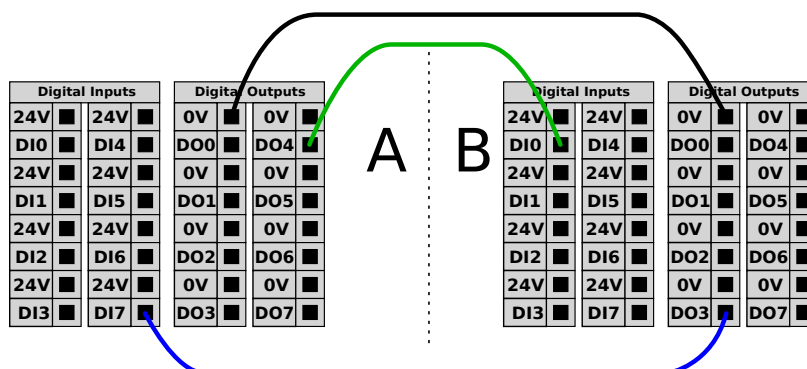 Digital Inputs Digital Outputs Digital Inputs Digital Outputs
24V 24V 0V 0V 24V 24V 0V 0V
DI0 DI4 DO0 DO4 A B DI0 DI4 DO0 DO4
24V 24V 0V 0V 24V 24V 0V 0V
DI1 DI5 DO1 DO5 DI1 DI5 DO1 DO5
24V 24V 0V 0V 24V 24V 0V 0V
DI2 DI6 DO2 DO6 DI2 DI6 DO2 DO6
24V 24V 0V 0V 24V 24V 0V 0V
DI3 DI7 DO3 DO7 DI3 DI7 DO3 DO7